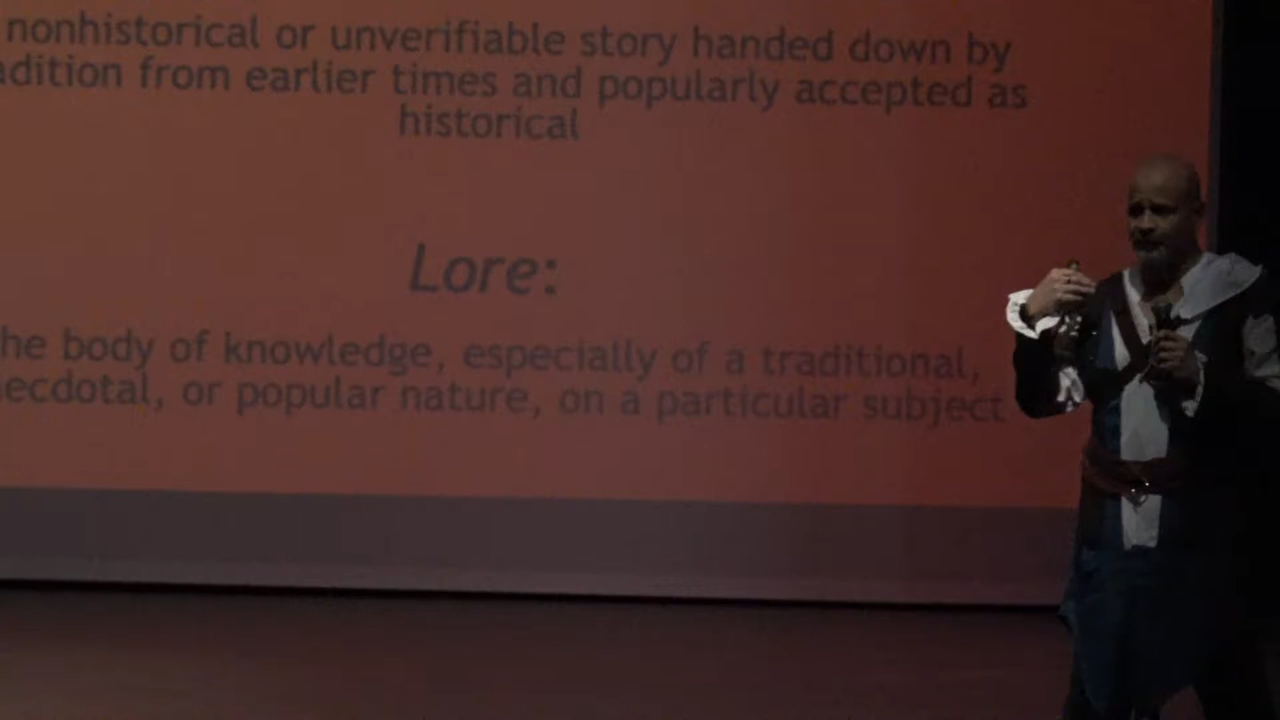 nonhistorical or unverifiable story handed down by
adition from earlier times and popularly accepted as
historical
Lore:
he body of knowledge, especially of a traditional,
ecdotal, or popular nature, on a particular subject